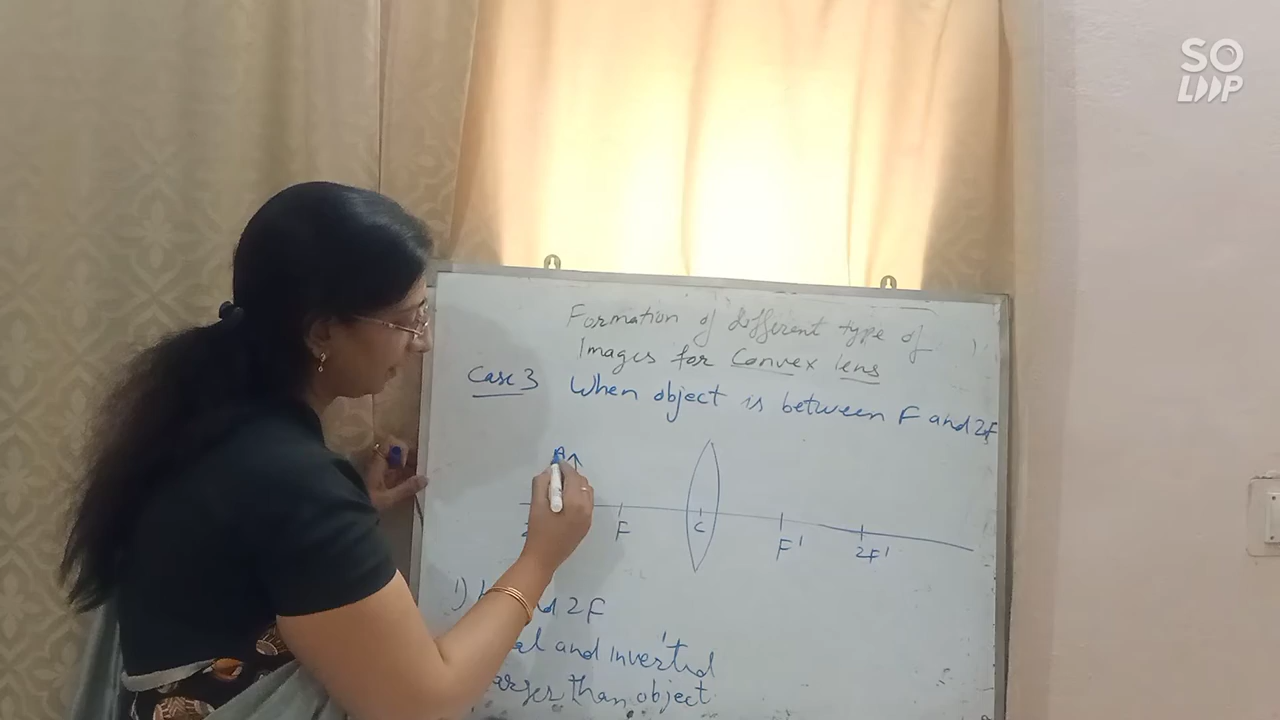 SO
LOOP
Formation of different type of
Images for Convex lens
Case 3 When object is between F and 2F
A
F C F' 2F'
1) 2F
and inverted
than object